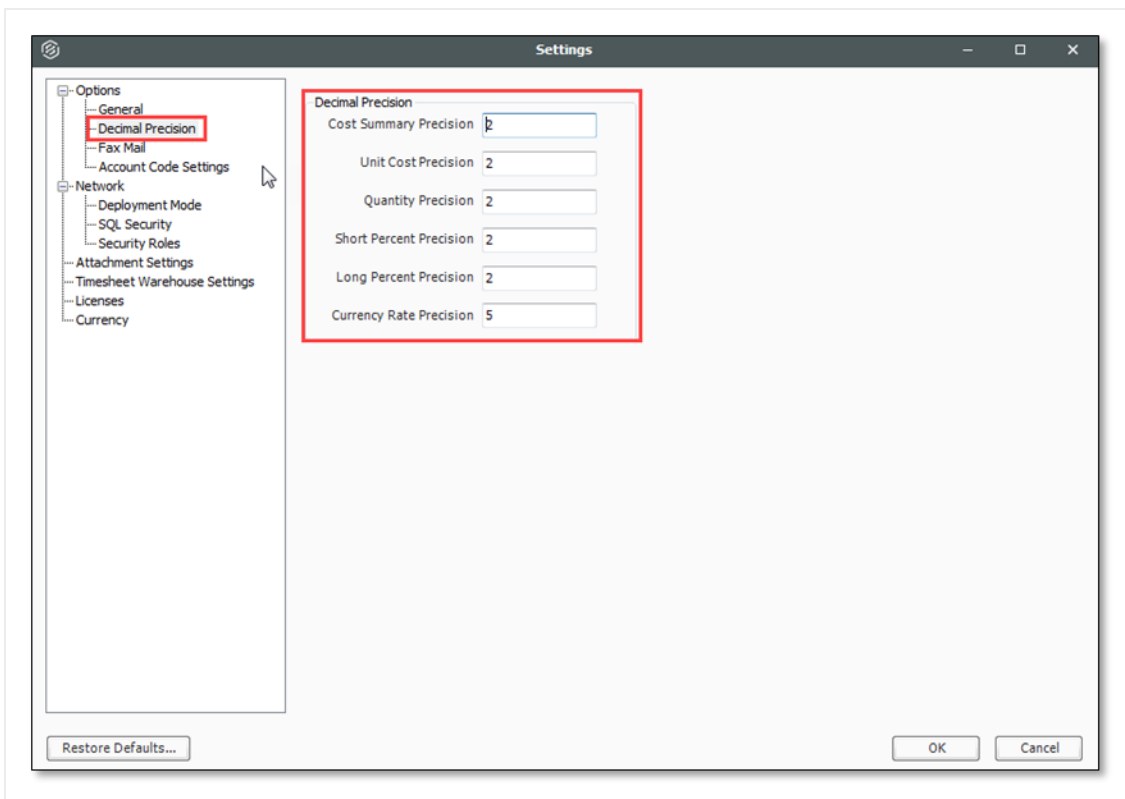 Settings
Options
General
Decimal Precision
Fax Mail
Account Code Settings
Network
Deployment Mode
SQL Security
Security Roles
Attachment Settings
Timesheet Warehouse Settings
Licenses
Currency
Decimal Precision
Cost Summary Precision 2
Unit Cost Precision 2
Quantity Precision 2
Short Percent Precision 2
Long Percent Precision 2
Currency Rate Precision 5
Restore Defaults... OK Cancel